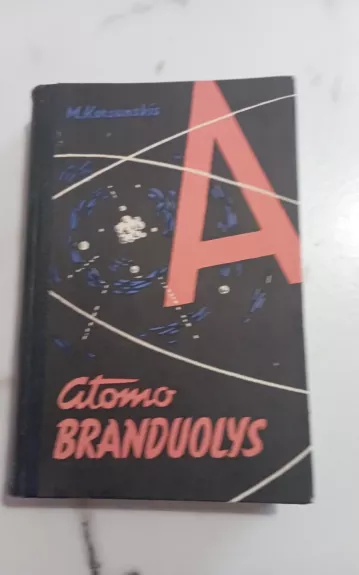 M. Korsunskis
A
Atomo
BRANDUOLYS